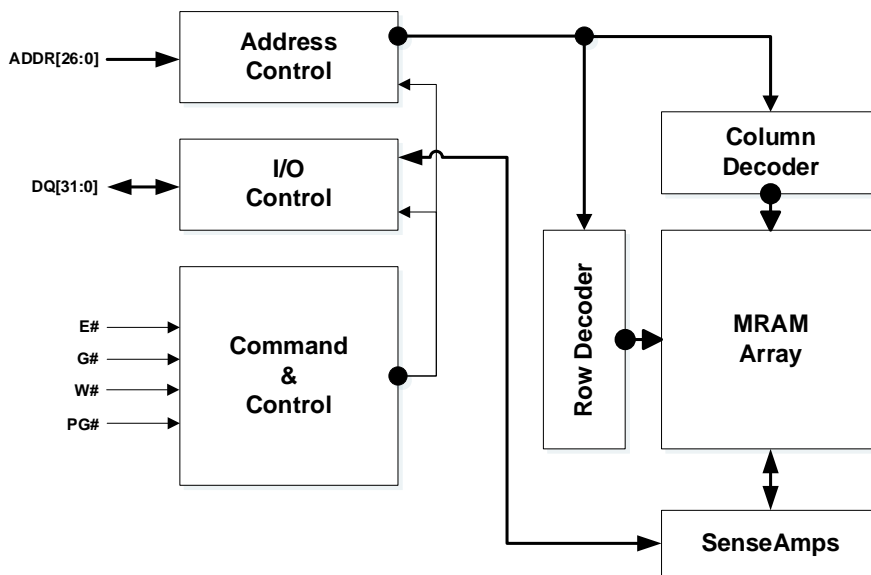 Address
Control
ADDR[26:0]
Column
Decoder
I/O
Control
DQ[31:0]
Row Decoder
MRAM
Array
E#
G#
W#
PG#
Command
&
Control
SenseAmps